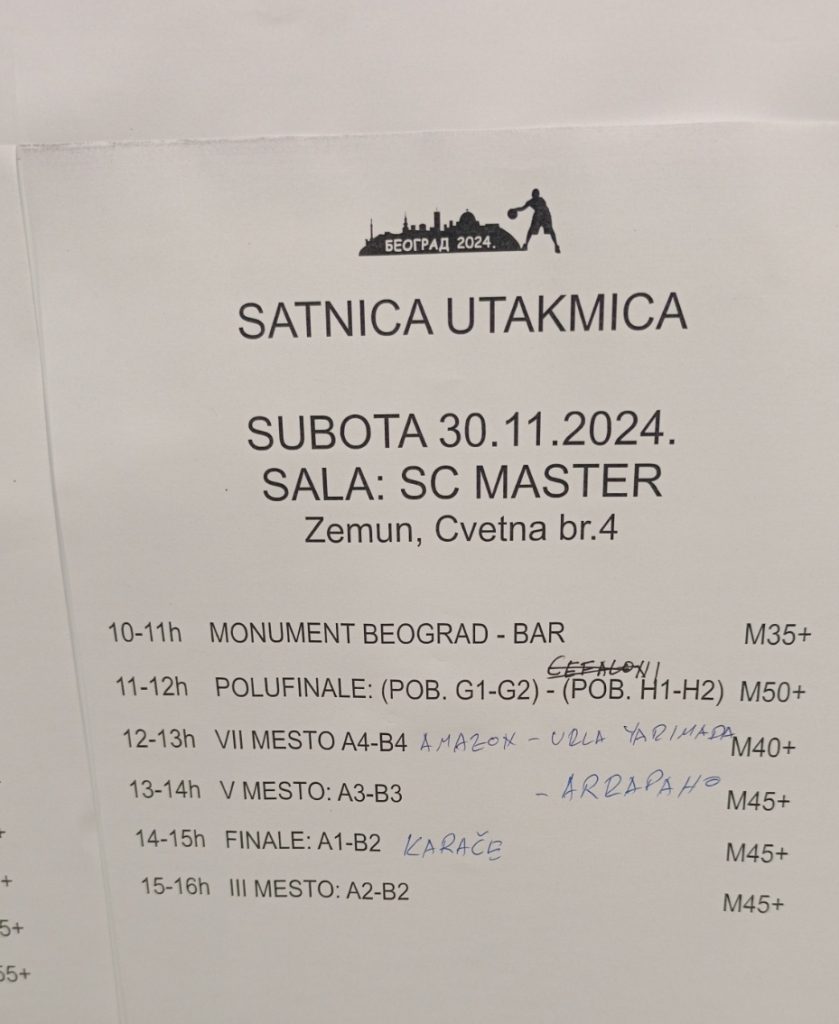 БЕОГРАД 2024.
SATNICA UTAKMICA
SUBOTA 30.11.2024.
SALA: SC MASTER
Zemun, Cvetna br.4
10-11h MONUMENT BEOGRAD - BAR M35+
11-12h POLUFINALE: (POB. G1-G2) - (POB. H1-H2) M50+
12-13h VII MESTO A4-B4 AMAZOX - URLA YARIMADA M40+
13-14h V MESTO: A3-B3 - ARRAPAHO M45+
14-15h FINALE: A1-B2 KARAČE M45+
15-16h III MESTO: A2-B2 M45+
+
5+
55+